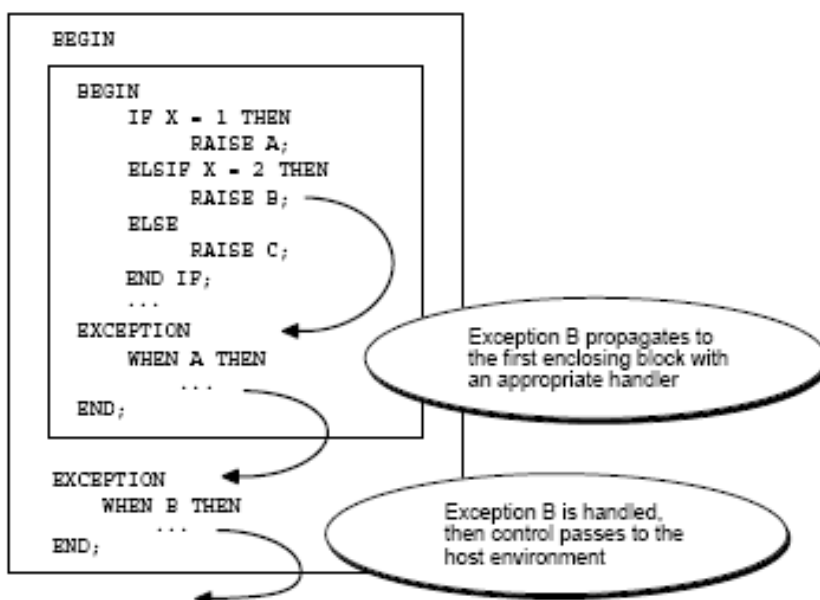 BEGIN
BEGIN
IF X = 1 THEN
RAISE A;
ELSIF X = 2 THEN
RAISE B;
ELSE
RAISE C;
END IF;
...
EXCEPTION
WHEN A THEN
...
END;
EXCEPTION
WHEN B THEN
...
END;
Exception B propagates to
the first enclosing block with
an appropriate handler
Exception B is handled,
then control passes to the
host environment